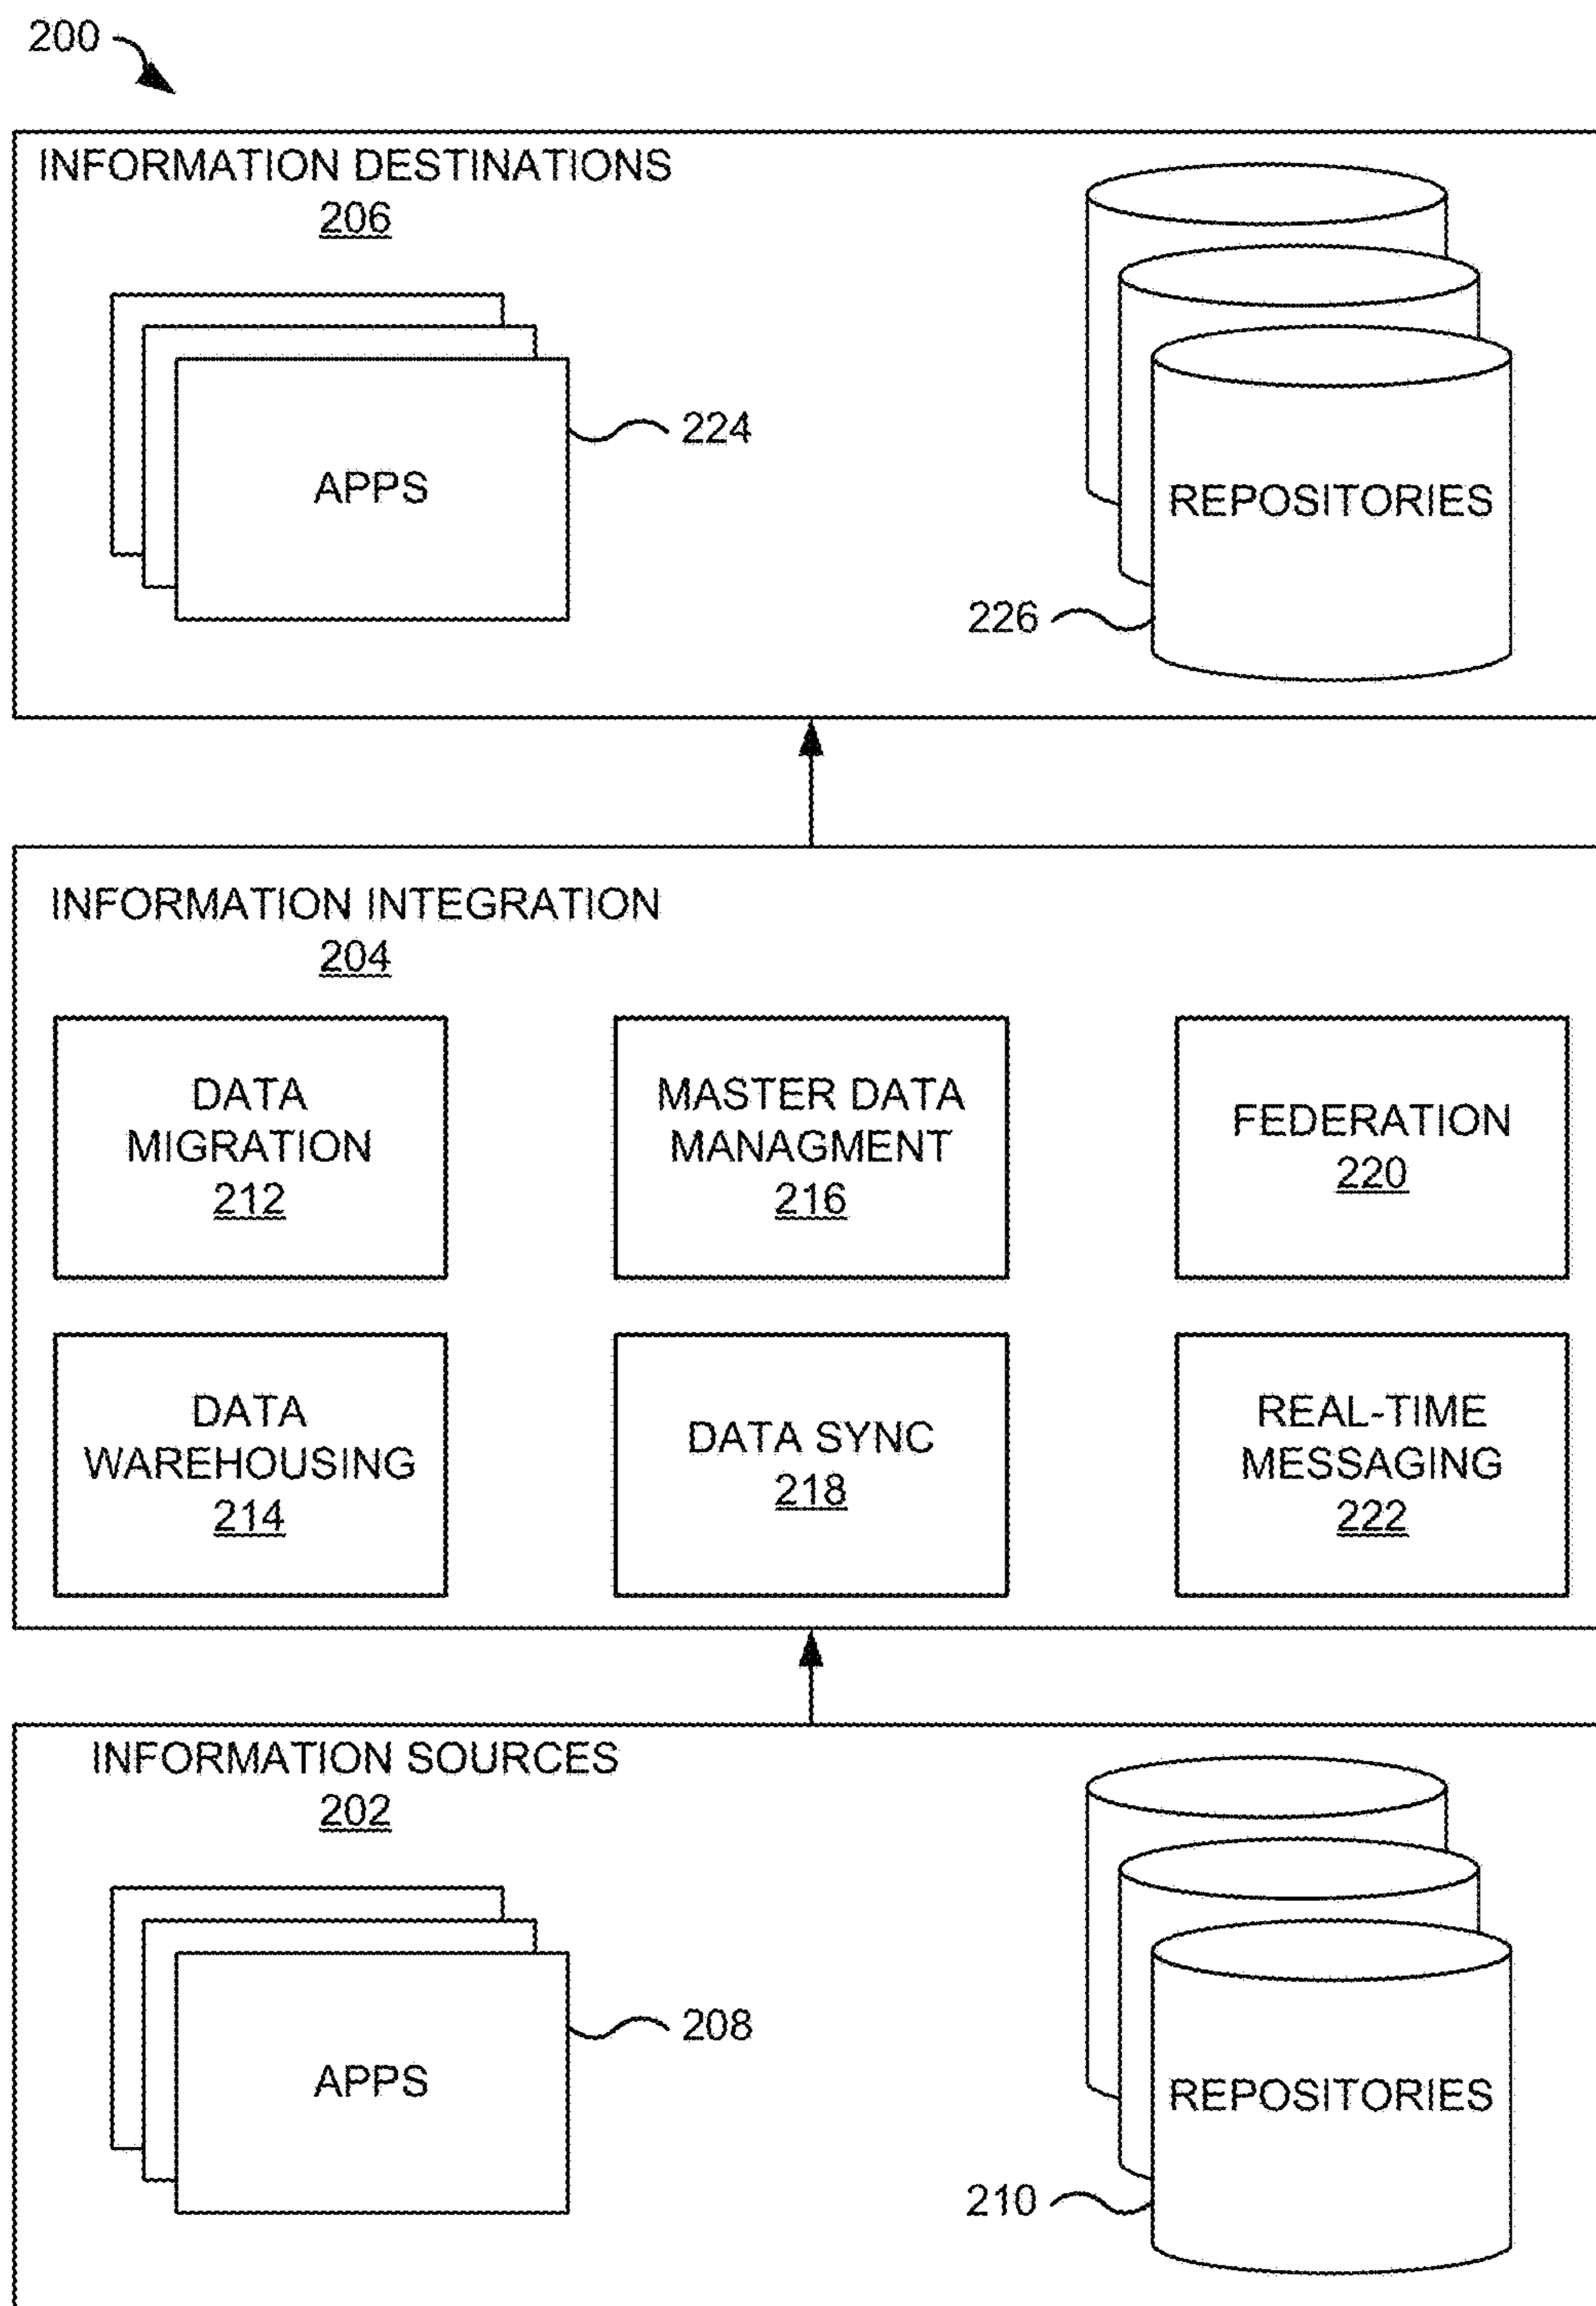 200
INFORMATION DESTINATIONS
206
APPS
224
REPOSITORIES
226
INFORMATION INTEGRATION
204
DATA
MIGRATION
212
MASTER DATA
MANAGMENT
216
FEDERATION
220
DATA
WAREHOUSING
214
DATA SYNC
218
REAL-TIME
MESSAGING
222
INFORMATION SOURCES
202
APPS
208
REPOSITORIES
210